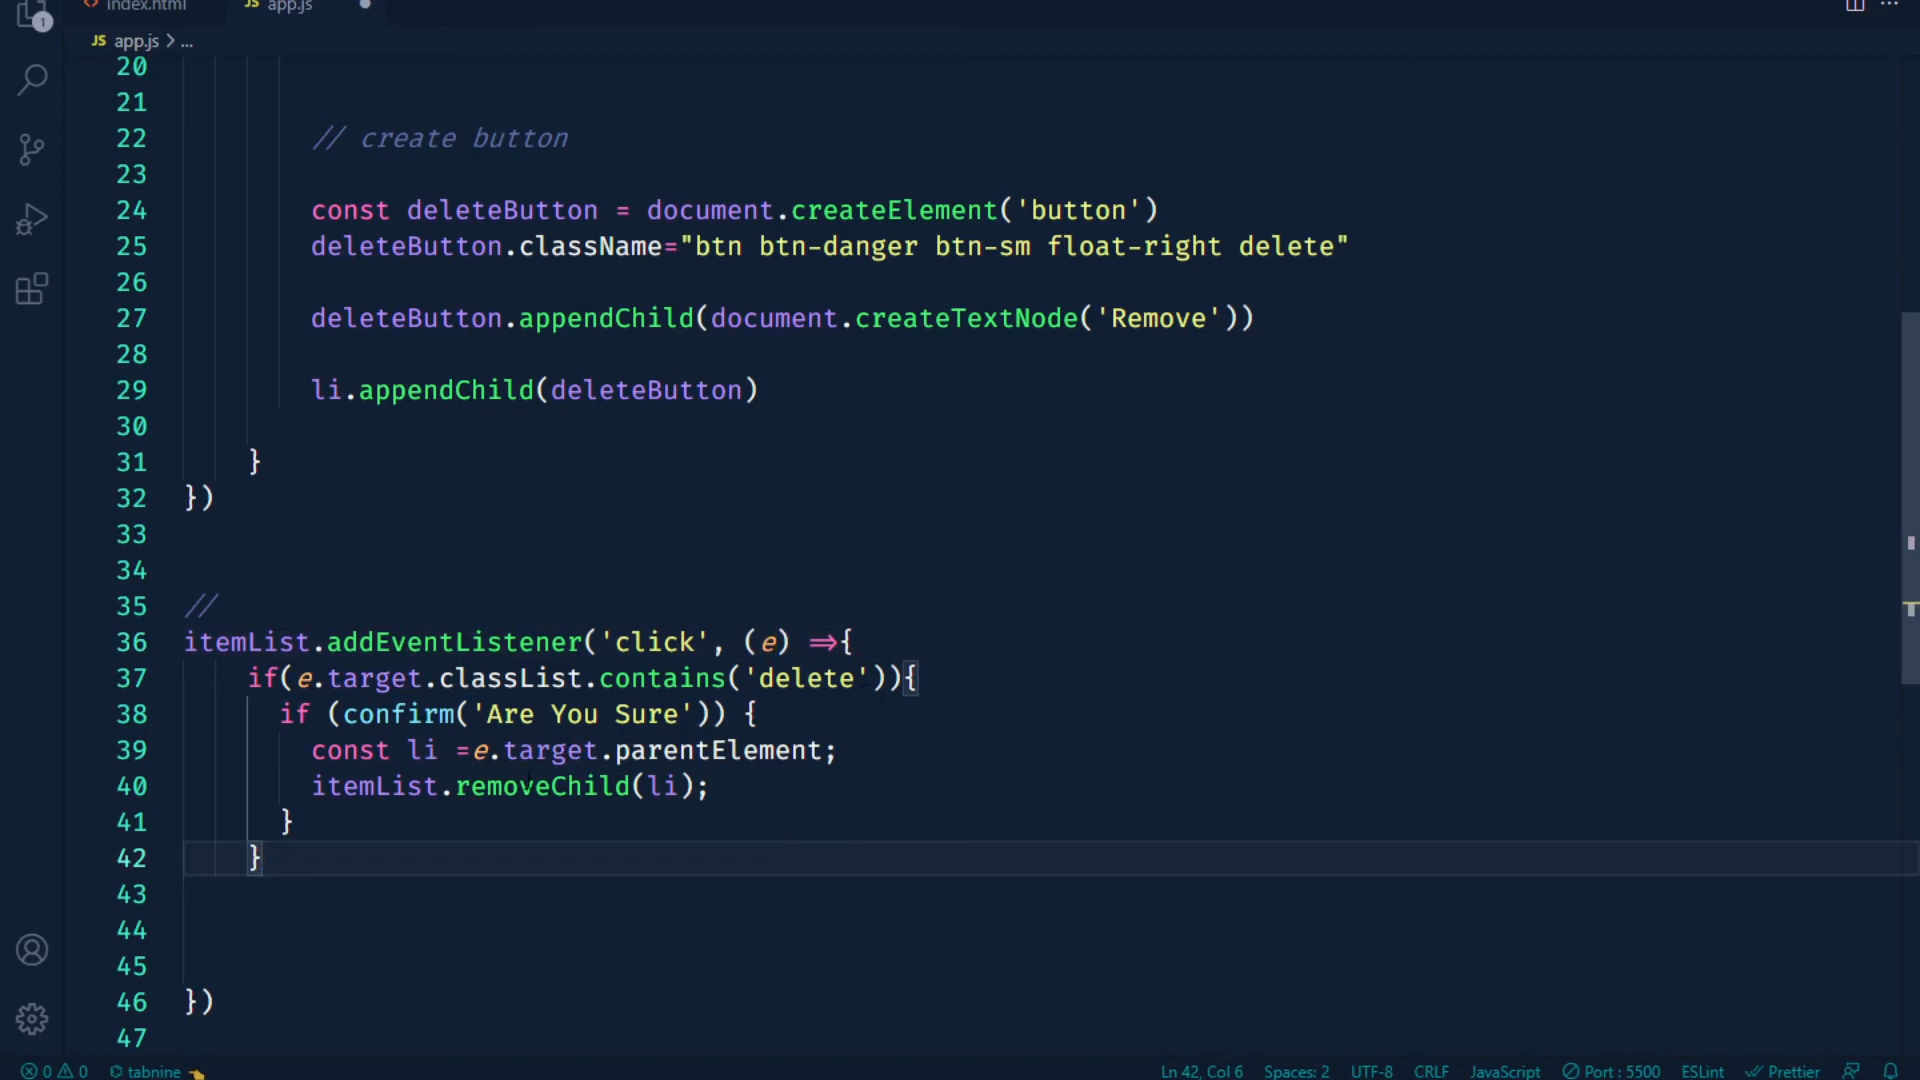 index.html
JS app.js
1
JS app.js > ...
20
21
22 // create button
23
24 const deleteButton = document.createElement('button')
25 deleteButton.className="btn btn-danger btn-sm float-right delete"
26
27 deleteButton.appendChild(document.createTextNode('Remove'))
28
29 li.appendChild(deleteButton)
30
31 }
32 })
33
34
35 //
36 itemList.addEventListener('click', (e) =>{
37 if(e.target.classList.contains('delete')){
38 if (confirm('Are You Sure')) {
39 const li =e.target.parentElement;
40 itemList.removeChild(li);
41 }
42 }
43
44
45
46 })
47
0 0 tabnine Ln 42, Col 6 Spaces: 2 UTF-8 CRLF JavaScript Port : 5500 ESLint Prettier